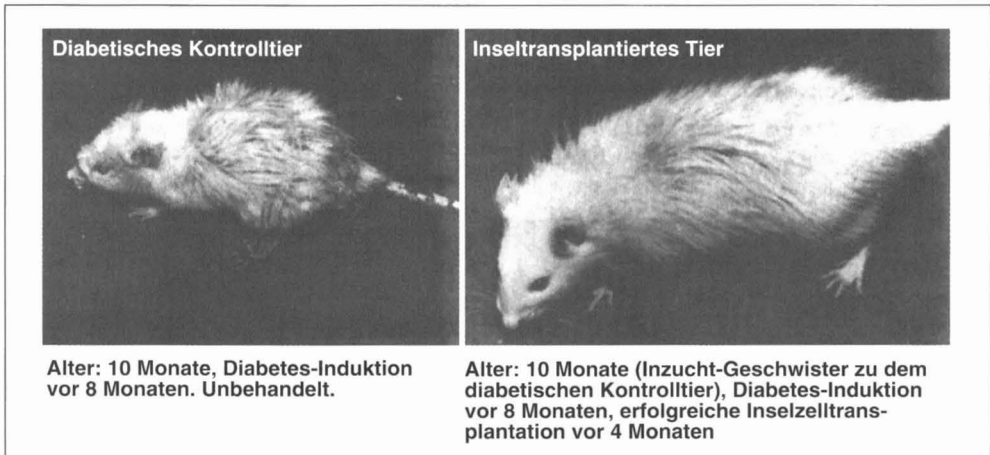 Diabetisches Kontrolltier
Inseltransplantiertes Tier
Alter: 10 Monate, Diabetes-Induktion
vor 8 Monaten. Unbehandelt.
Alter: 10 Monate (Inzucht-Geschwister zu dem
diabetischen Kontrolltier), Diabetes-Induktion
vor 8 Monaten, erfolgreiche Inselzelltrans-
plantation vor 4 Monaten